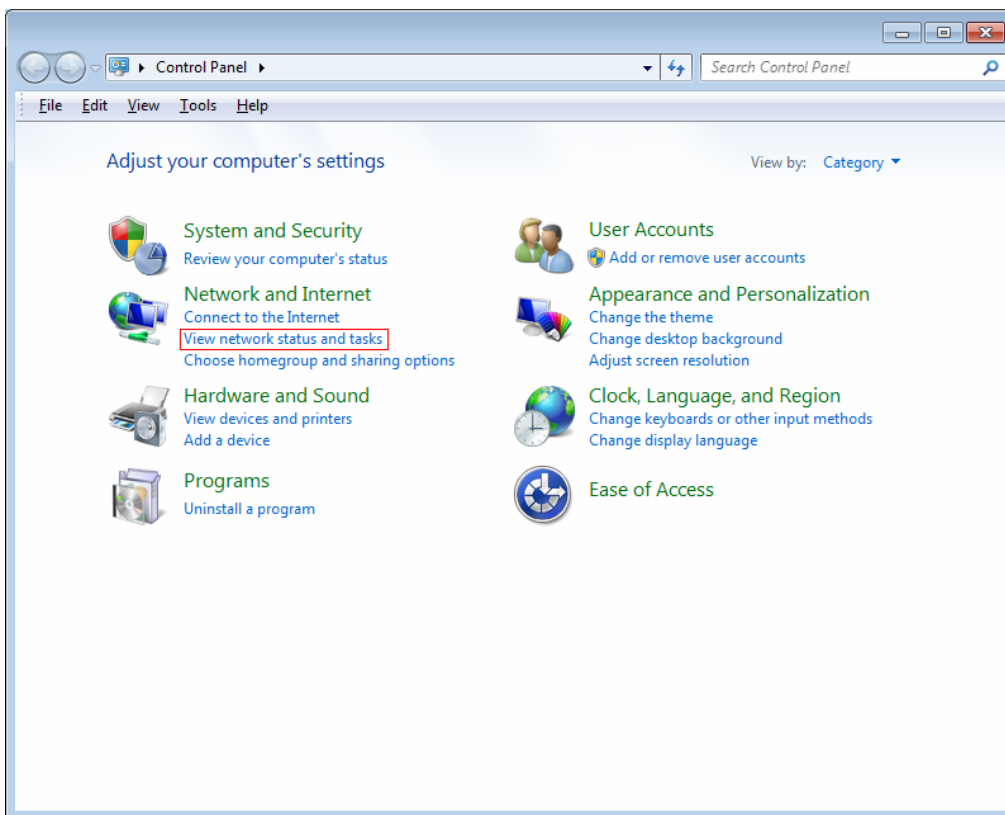 Control Panel
Search Control Panel
File Edit View Tools Help
Adjust your computer's settings
View by: Category
System and Security
Review your computer's status
Network and Internet
Connect to the Internet
View network status and tasks
Choose homegroup and sharing options
Hardware and Sound
View devices and printers
Add a device
Programs
Uninstall a program
User Accounts
Add or remove user accounts
Appearance and Personalization
Change the theme
Change desktop background
Adjust screen resolution
Clock, Language, and Region
Change keyboards or other input methods
Change display language
Ease of Access